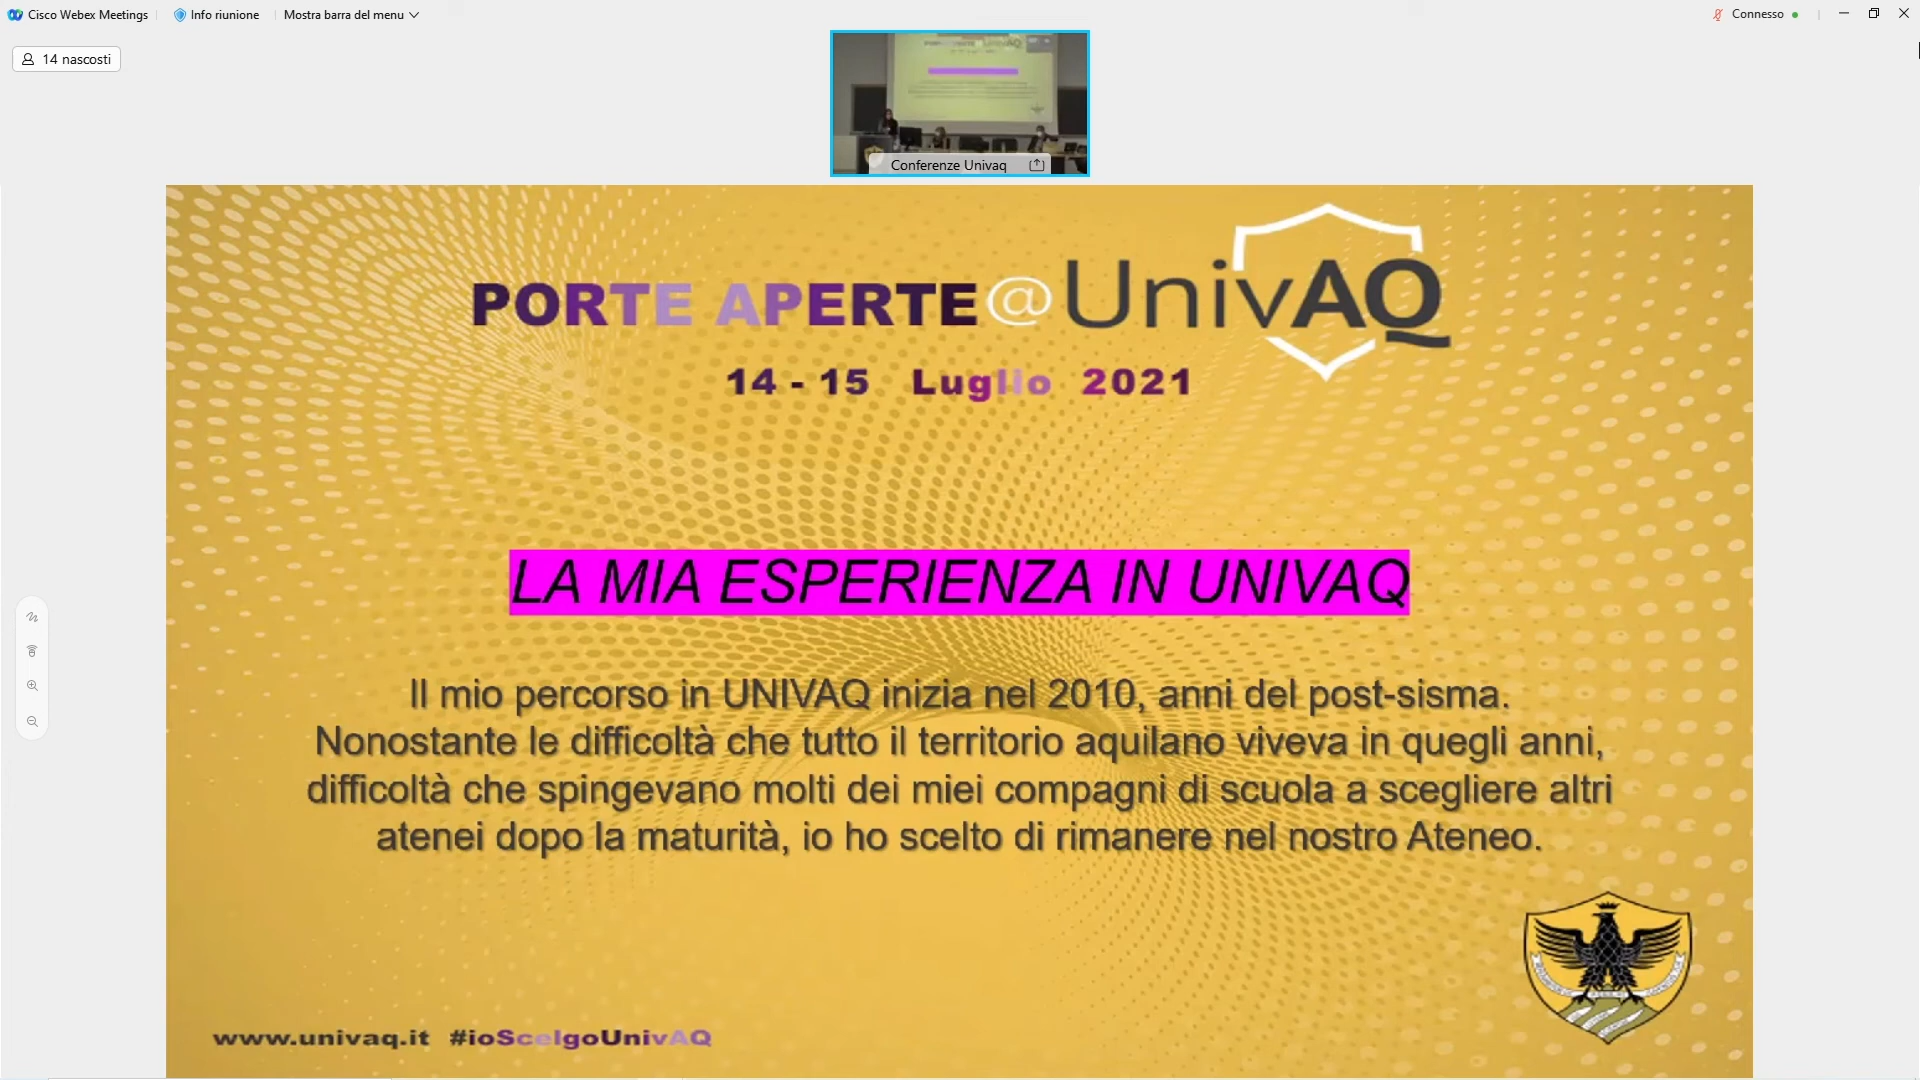 Cisco Webex Meetings
Info riunione
Mostra barra del menu
Connesso
14 nascosti
Conferenze Univaq
PORTE APERTE@UnivAQ
14 - 15 Luglio 2021
LA MIA ESPERIENZA IN UNIVAQ
Il mio percorso in UNIVAQ inizia nel 2010, anni del post-sisma.
Nonostante le difficoltà che tutto il territorio aquilano viveva in quegli anni,
difficoltà che spingevano molti dei miei compagni di scuola a scegliere altri
atenei dopo la maturità, io ho scelto di rimanere nel nostro Ateneo.
www.univaq.it #ioScelgoUnivAQ